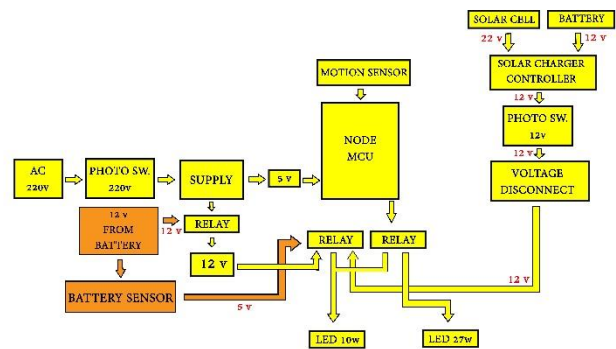 SOLAR CELL
BATTERY
22 v
12 v
SOLAR CHARGER
CONTROLLER
12 v
PHOTO SW.
12v
12 v
VOLTAGE
DISCONNECT
MOTION SENSOR
NODE
MCU
AC
220V
PHOTO SW.
220v
SUPPLY
5 v
12 v
FROM
BATTERY
12 v
RELAY
12 v
BATTERY SENSOR
5 v
RELAY
RELAY
12 v
LED 10w
LED 27w